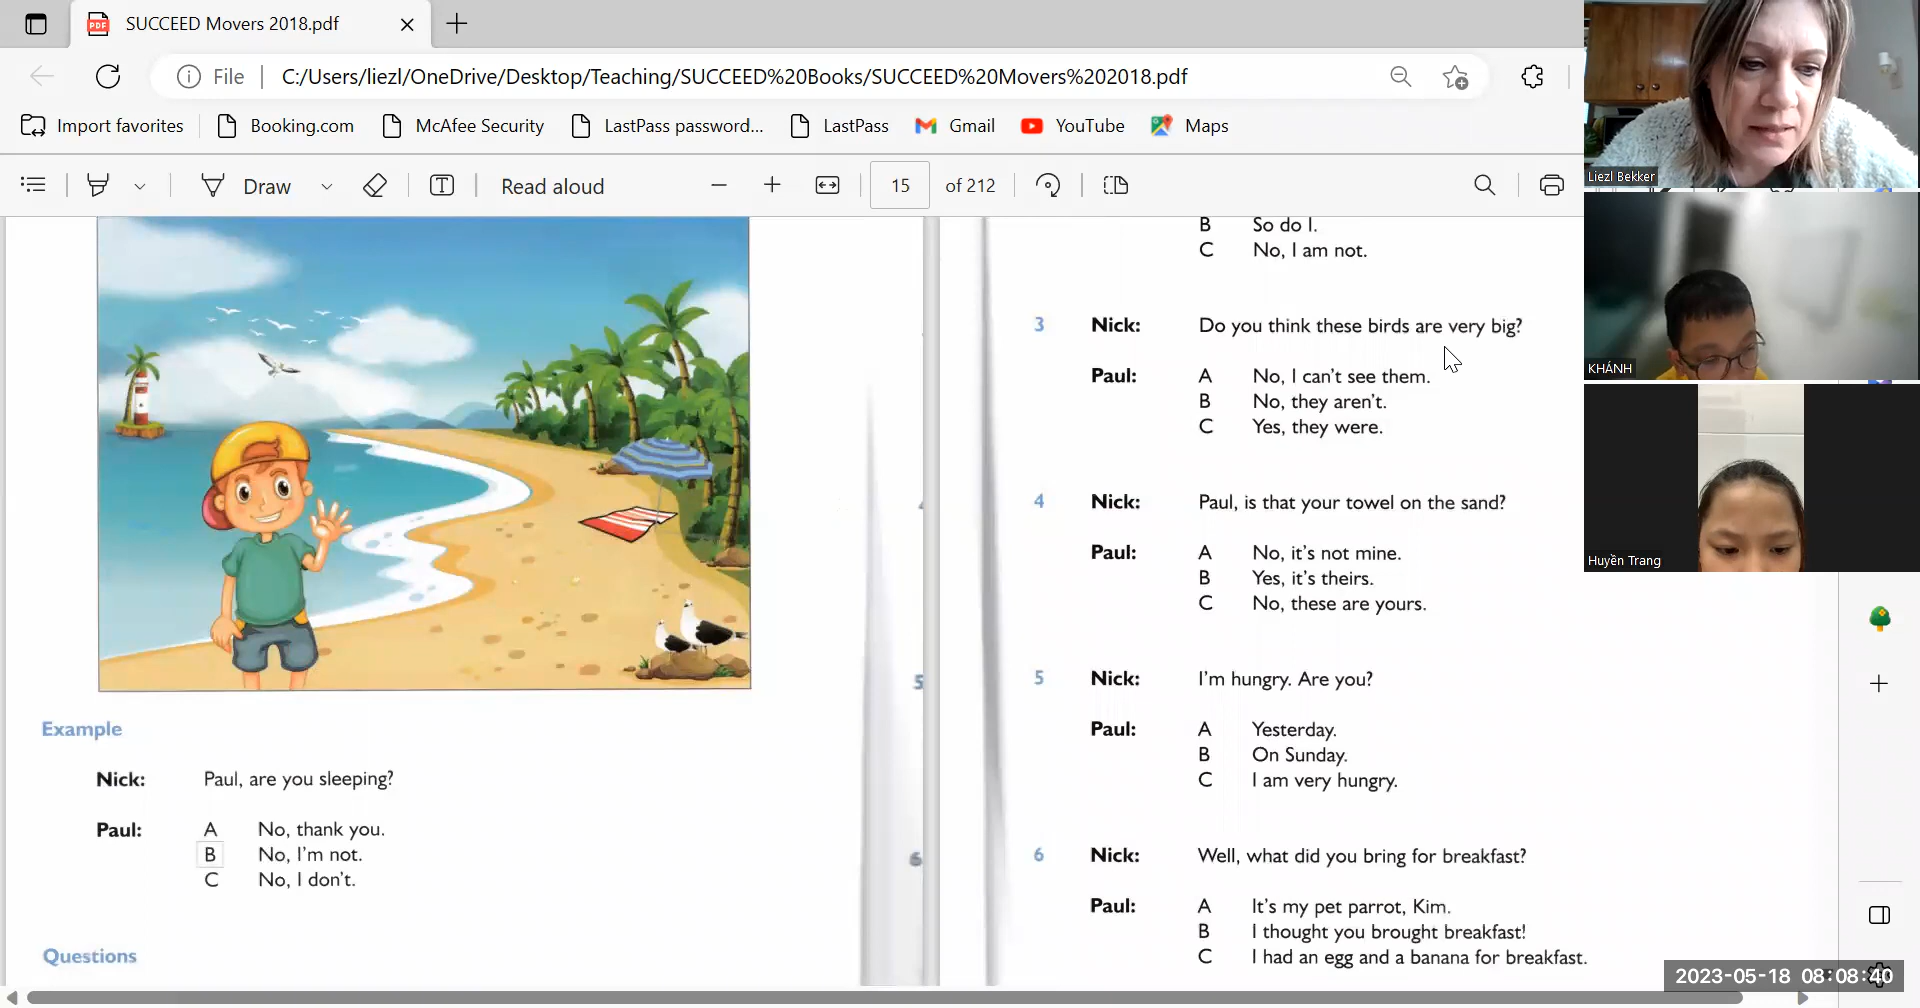 SUCCEED Movers 2018.pdf
File
C:/Users/liezl/OneDrive/Desktop/Teaching/SUCCEED%20Books/SUCCEED%20Movers%202018.pdf
Import favorites
Booking.com
McAfee Security
LastPass password...
LastPass
Gmail
YouTube
Maps
Draw
Read aloud
15
of 212
Liezl Bekker
KHÁNH
Huyền Trang
Example
Nick: Paul, are you sleeping?
Paul: A No, thank you.
B No, I'm not.
C No, I don't.
Questions
5
6
B So do I.
C No, I am not.
3 Nick: Do you think these birds are very big?
Paul: A No, I can't see them.
B No, they aren't.
C Yes, they were.
4 Nick: Paul, is that your towel on the sand?
Paul: A No, it's not mine.
B Yes, it's theirs.
C No, these are yours.
5 Nick: I'm hungry. Are you?
Paul: A Yesterday.
B On Sunday.
C I am very hungry.
6 Nick: Well, what did you bring for breakfast?
Paul: A It's my pet parrot, Kim.
B I thought you brought breakfast!
C I had an egg and a banana for breakfast.
2023-05-18 08:08:40